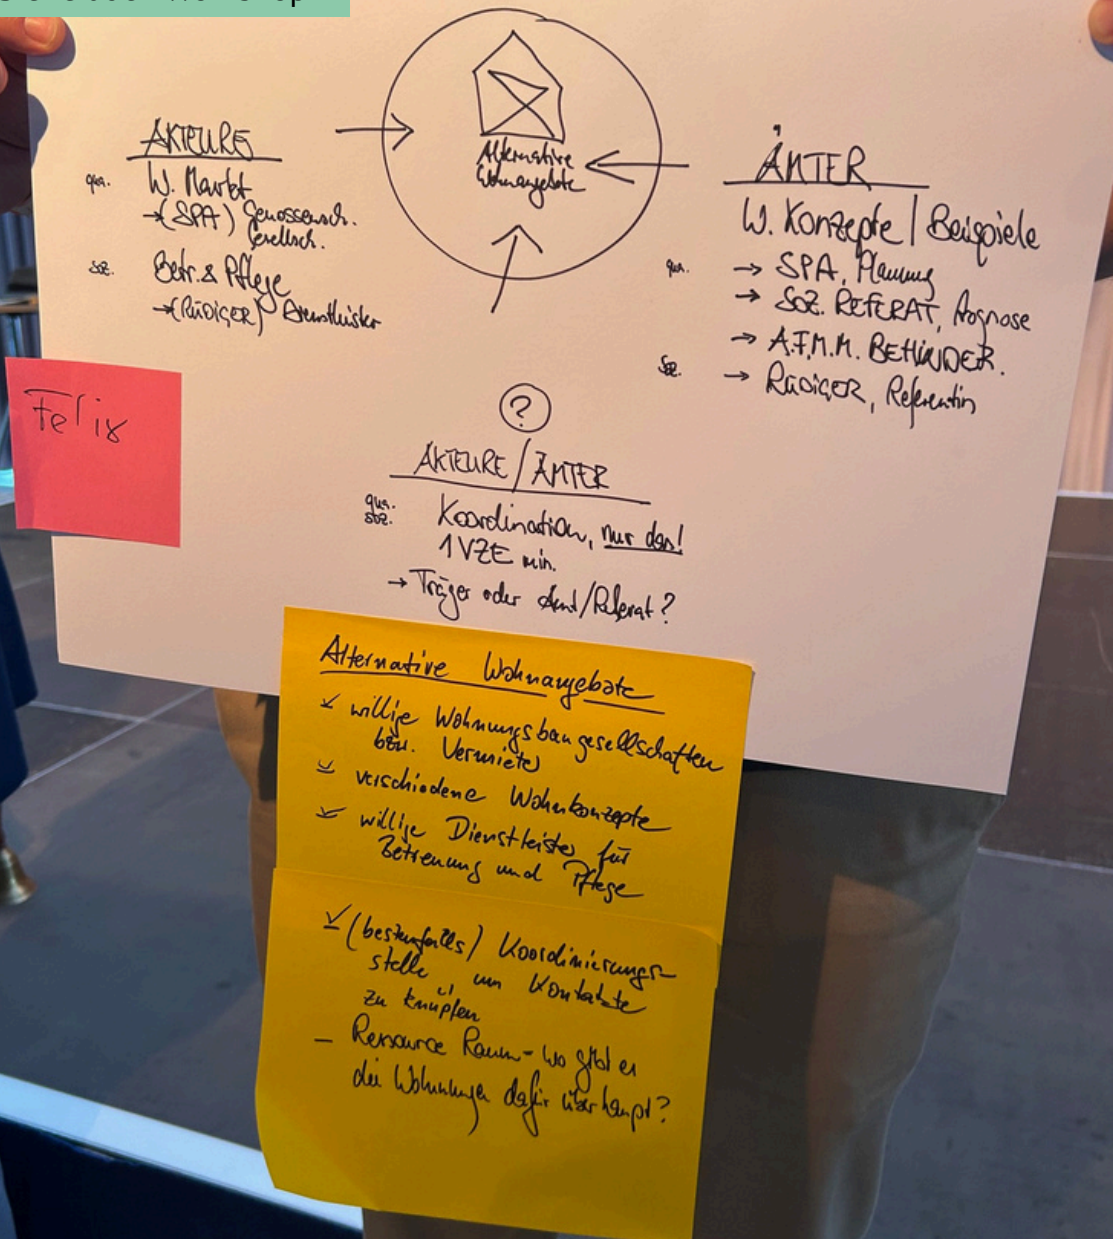 Alternative
Wohnangebote
AKTEURE
qua. W. Markt
→(SPA) Genossensch.
Gesellsch.
soz. Betr. & Pflege
→(RÜDIGER) Dienstleister
ÄMTER
W. Konzepte / Beispiele
qua. → SPA, Planung
→ SOZ. REFERAT, Prognose
→ A.F.M.M. BEHINDER.
soz. → RÜDIGER, Referentin
Felix
?
AKTEURE / ÄMTER
qua.
soz.
Koordination, nur das!
1 VZE min.
→ Träger oder Amt/Referat?
Alternative Wohnangebote
willige Wohnungsbaugesellschaften
bzw. Vermieter
verschiedene Wohnkonzepte
willige Dienstleister für
Betreuung und Pflege
(bestenfalls) Koordinierungs-
stelle um Kontakte
zu knüpfen
– Ressource Raum - wo gibt es
die Wohnungen dafür überhaupt?